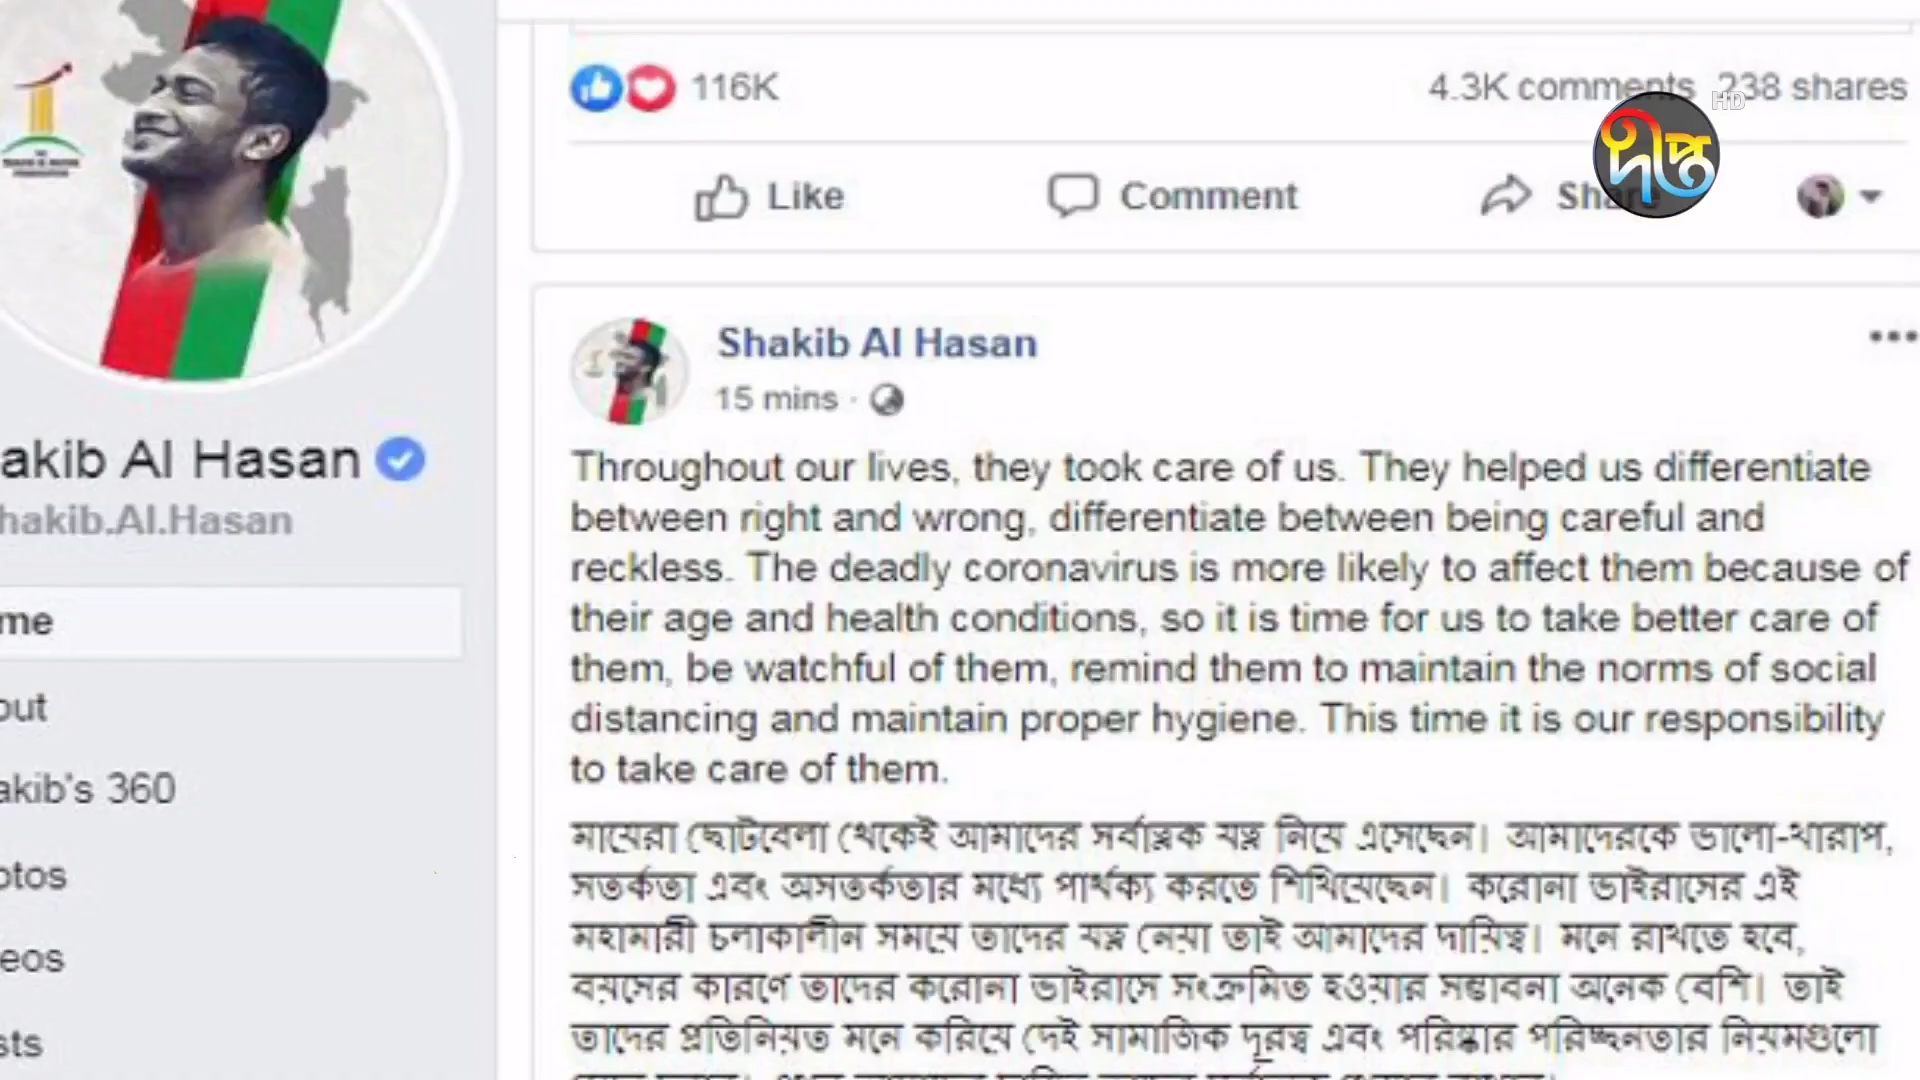 116K
4.3K comments 238 shares
HD
দীপ্ত
Like
Comment
Share
Shakib Al Hasan
15 mins ·
akib Al Hasan
hakib.Al.Hasan
me
out
akib's 360
otos
eos
sts
Throughout our lives, they took care of us. They helped us differentiate
between right and wrong, differentiate between being careful and
reckless. The deadly coronavirus is more likely to affect them because of
their age and health conditions, so it is time for us to take better care of
them, be watchful of them, remind them to maintain the norms of social
distancing and maintain proper hygiene. This time it is our responsibility
to take care of them.
মায়েরা ছোটবেলা থেকেই আমাদের সর্বাত্নক যত্ন নিয়ে এসেছেন। আমাদেরকে ভালো-খারাপ,
সতর্কতা এবং অসতর্কতার মধ্যে পার্থক্য করতে শিখিয়েছেন। করোনা ভাইরাসের এই
মহামারী চলাকালীন সময়ে তাদের যত্ন নেয়া তাই আমাদের দায়িত্ব। মনে রাখতে হবে,
বয়সের কারণে তাদের করোনা ভাইরাসে সংক্রমিত হওয়ার সম্ভাবনা অনেক বেশি। তাই
তাদের প্রতিনিয়ত মনে করিয়ে দেই সামাজিক দূরত্ব এবং পরিষ্কার পরিচ্ছনতার নিয়মগুলো